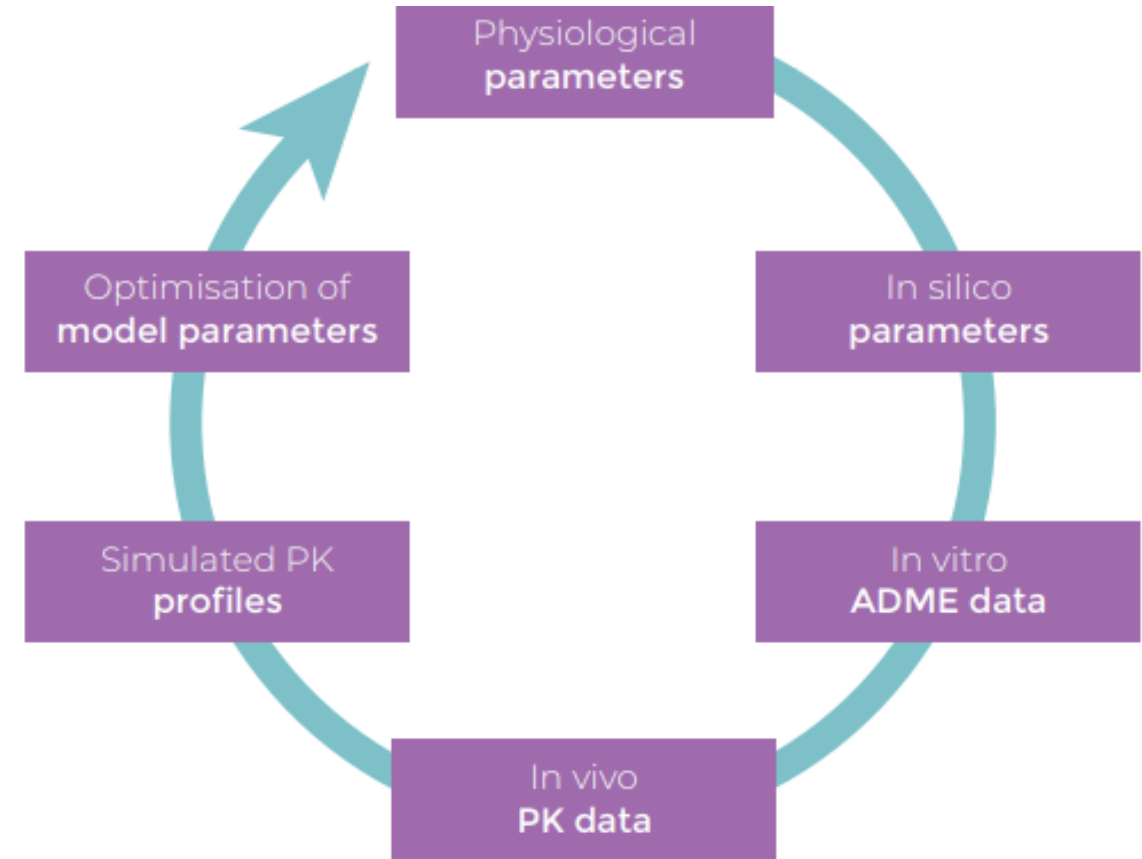 Physiological
parameters
In silico
parameters
In vitro
ADME data
In vivo
PK data
Simulated PK
profiles
Optimisation of
model parameters